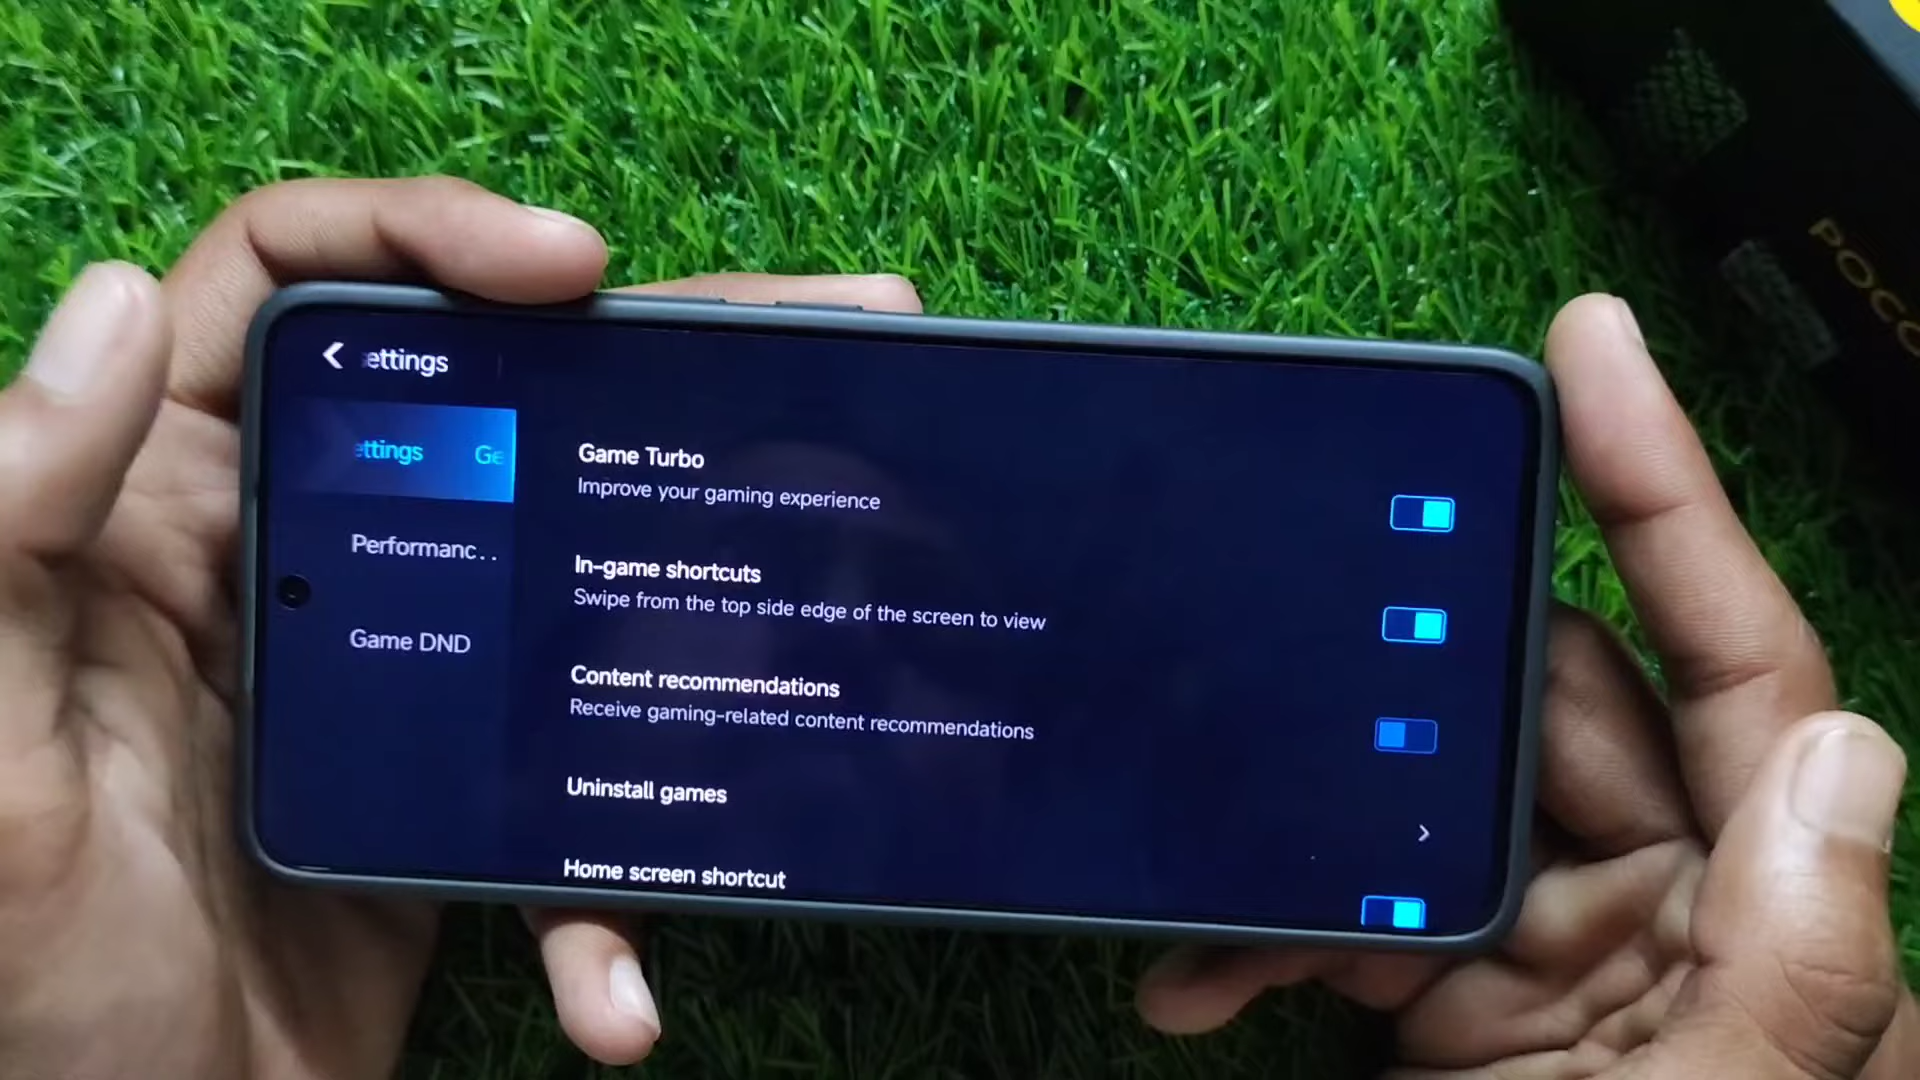 ettings
ettings Ge
Performanc..
Game DND
Game Turbo
Improve your gaming experience
In-game shortcuts
Swipe from the top side edge of the screen to view
Content recommendations
Receive gaming-related content recommendations
Uninstall games
Home screen shortcut
POCO